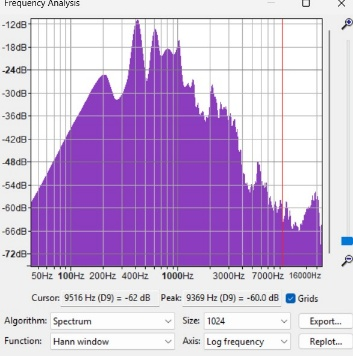 Frequency Analysis
-12dB
-18dB
-24dB
-30dB
-36dB
-42dB
-48dB
-54dB
-60dB
-66dB
-72dB
50Hz 100Hz 200Hz 400Hz 1000Hz 3000Hz 7000Hz 16000Hz
Cursor: 9516 Hz (D9) = -62 dB Peak: 9369 Hz (D9) = -60.0 dB Grids
Algorithm: Spectrum Size: 1024 Export...
Function: Hann window Axis: Log frequency Replot...